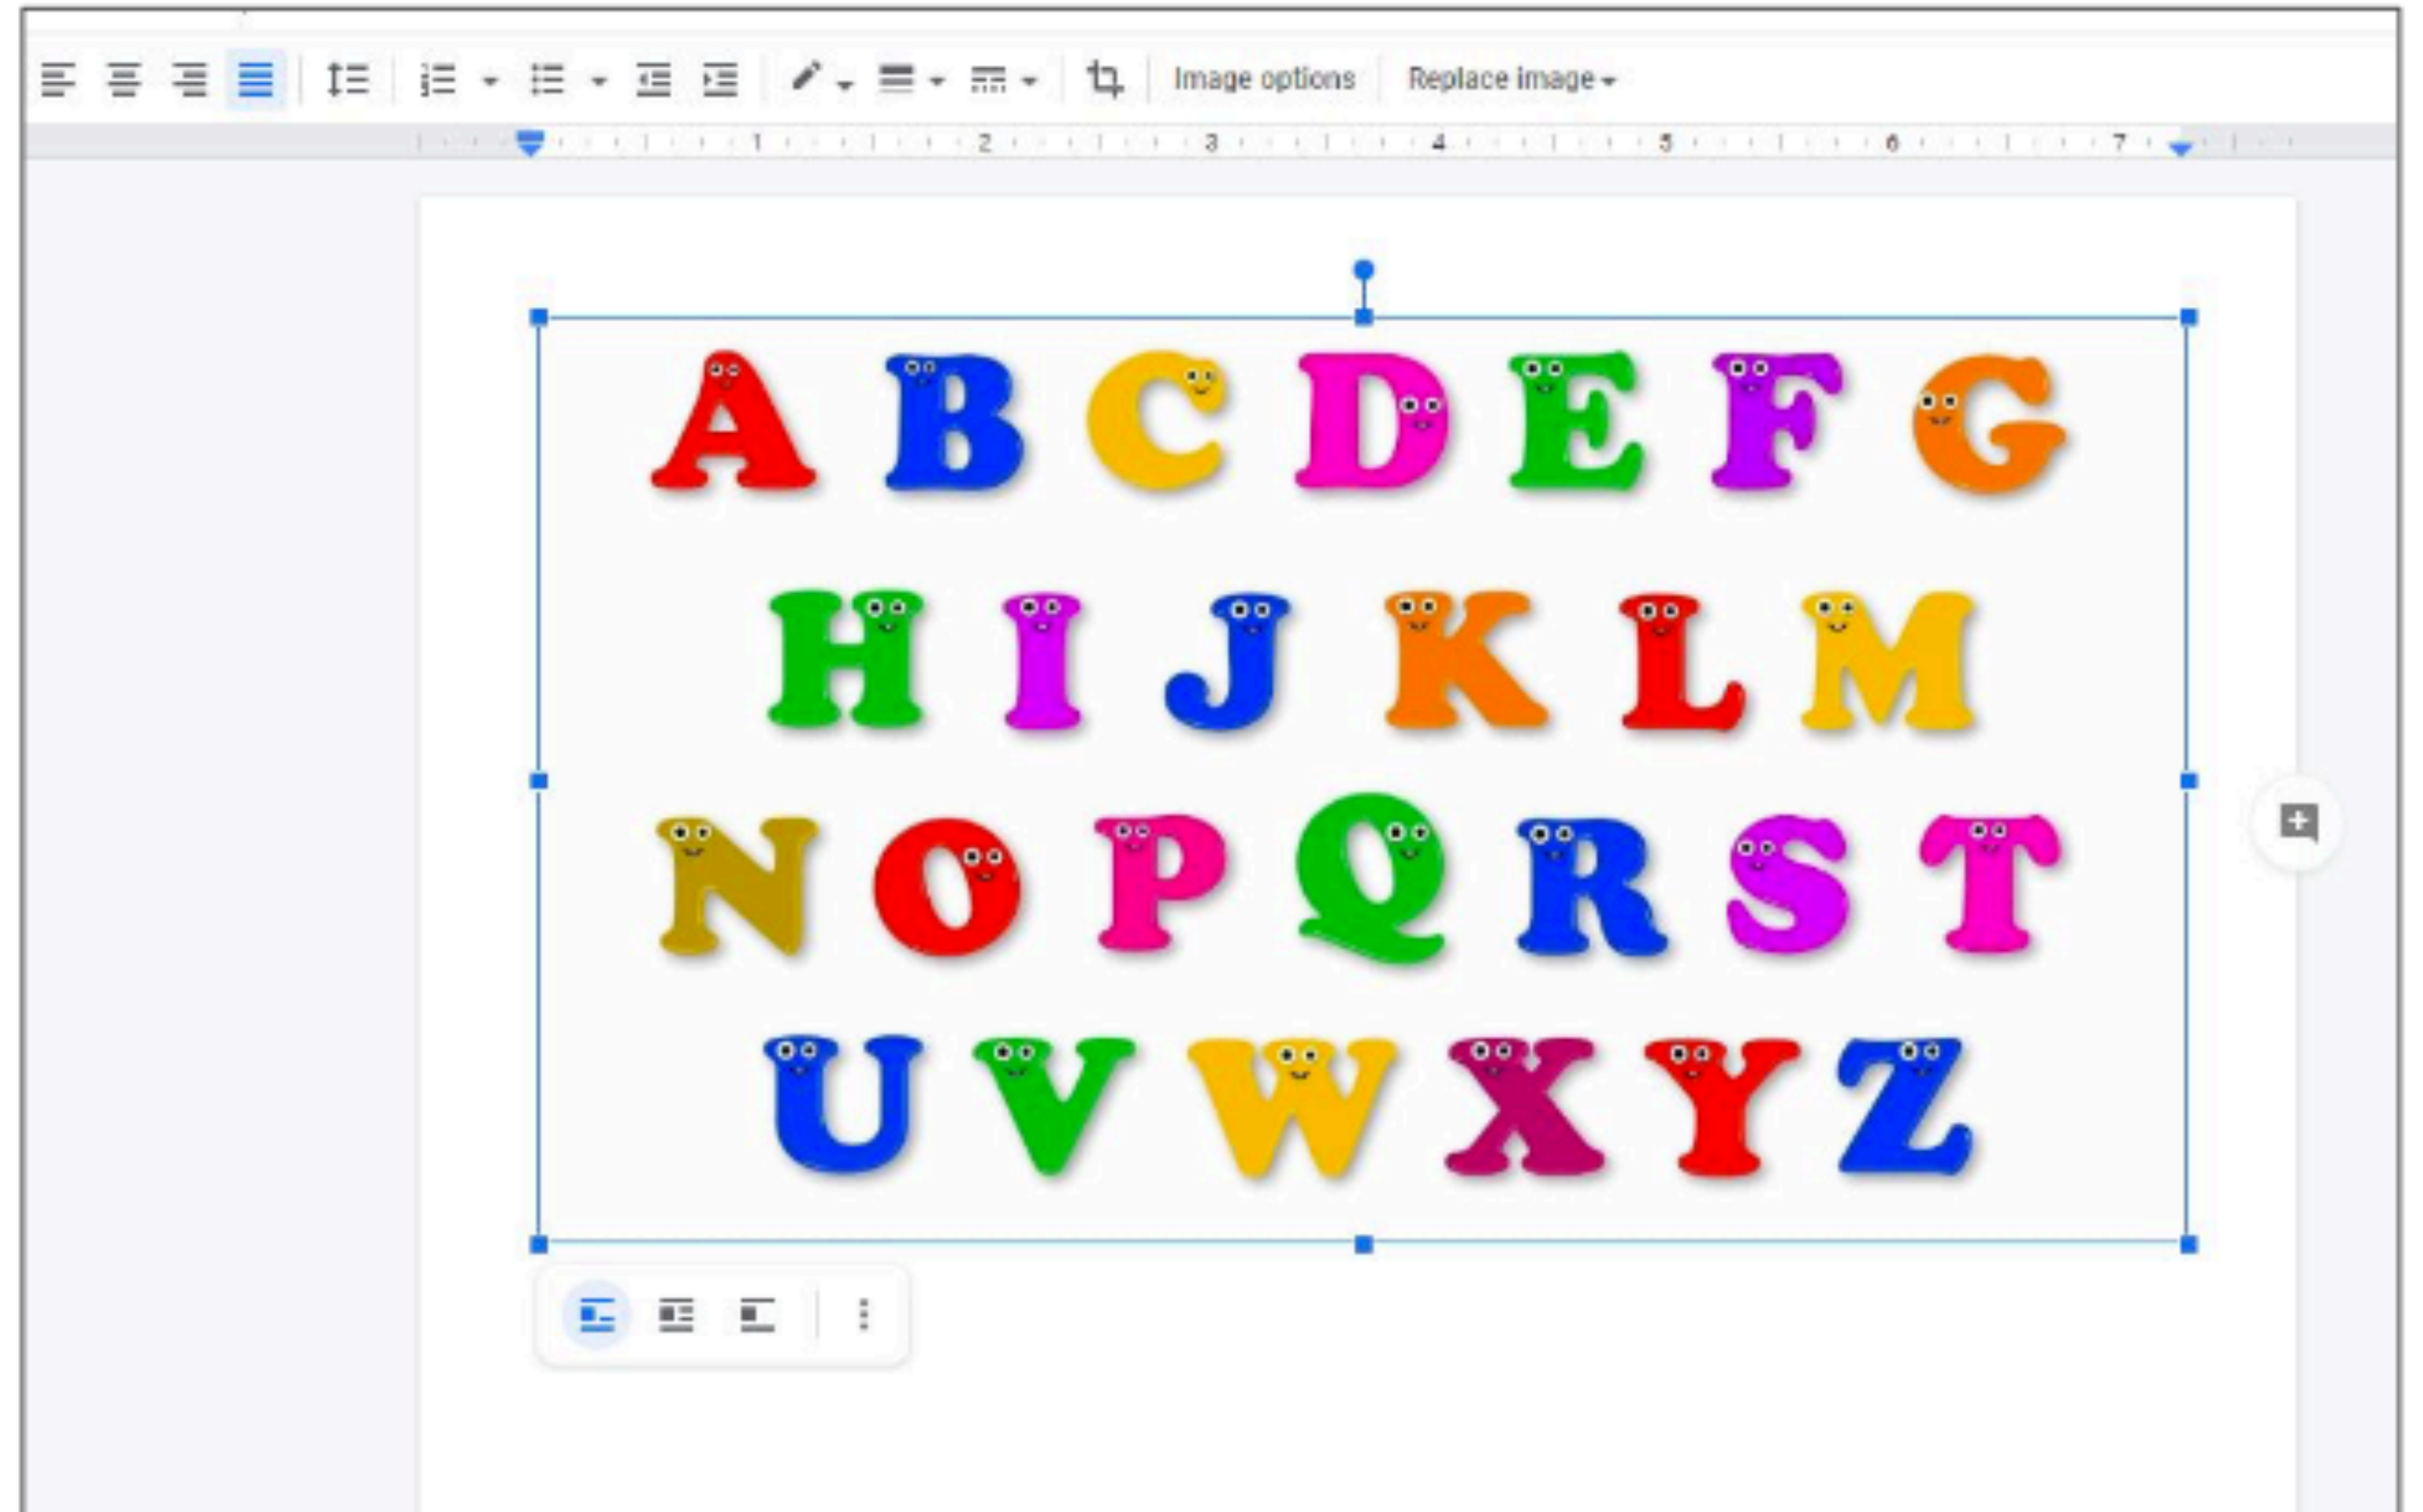 Image options Replace image
1 2 3 4 5 6 7
A B C D E F G
H I J K L M
N O P Q R S T
U V W X Y Z